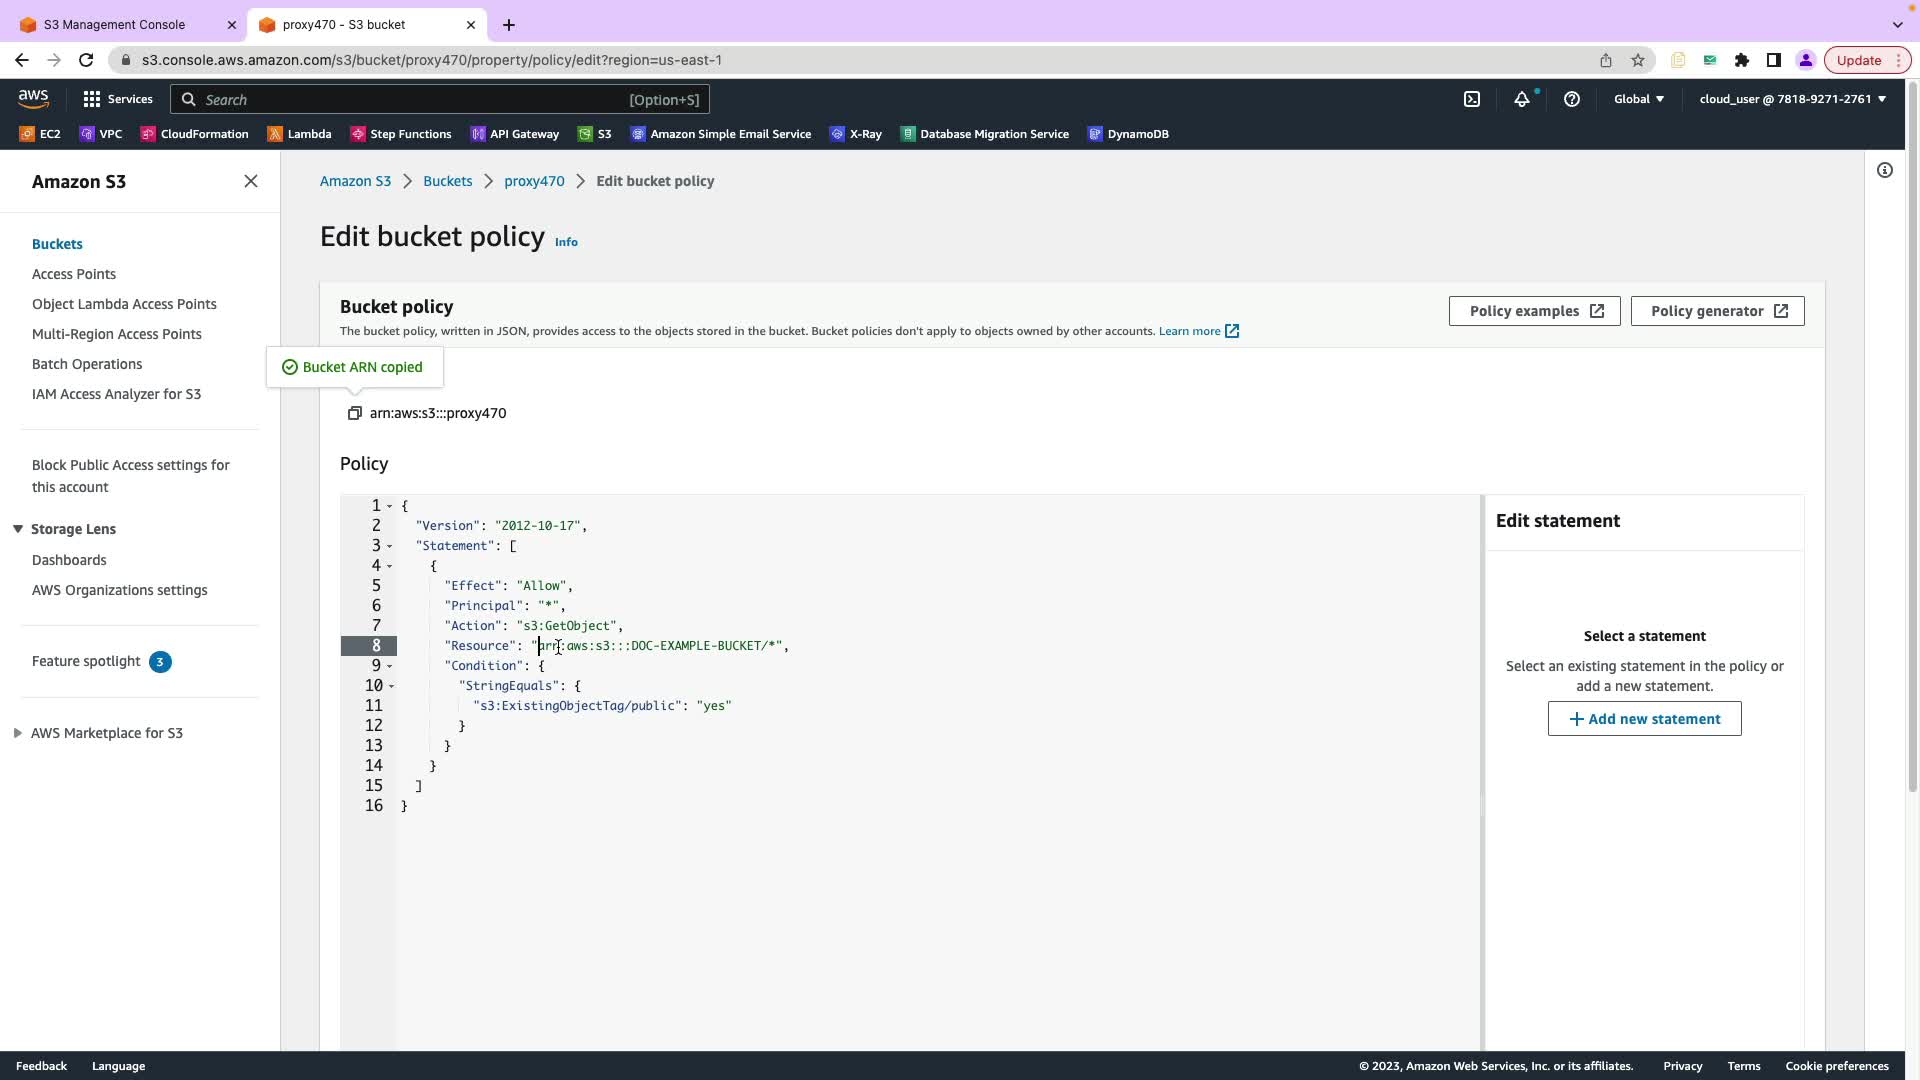 S3 Management Console
proxy470 - S3 bucket
s3.console.aws.amazon.com/s3/bucket/proxy470/property/policy/edit?region=us-east-1
Update
aws
Services
Search
[Option+S]
Global
cloud_user @ 7818-9271-2761
EC2
VPC
CloudFormation
Lambda
Step Functions
API Gateway
S3
Amazon Simple Email Service
X-Ray
Database Migration Service
DynamoDB
Amazon S3
Buckets
Access Points
Object Lambda Access Points
Multi-Region Access Points
Batch Operations
IAM Access Analyzer for S3
Block Public Access settings for
this account
Storage Lens
Dashboards
AWS Organizations settings
Feature spotlight 3
AWS Marketplace for S3
Amazon S3 > Buckets > proxy470 > Edit bucket policy
Edit bucket policy Info
Bucket policy
The bucket policy, written in JSON, provides access to the objects stored in the bucket. Bucket policies don't apply to objects owned by other accounts. Learn more
Policy examples
Policy generator
Bucket ARN copied
arn:aws:s3:::proxy470
Policy
1 {
2 "Version": "2012-10-17",
3 "Statement": [
4 {
5 "Effect": "Allow",
6 "Principal": "*",
7 "Action": "s3:GetObject",
8 "Resource": "arn:aws:s3:::DOC-EXAMPLE-BUCKET/*",
9 "Condition": {
10 "StringEquals": {
11 "s3:ExistingObjectTag/public": "yes"
12 }
13 }
14 }
15 ]
16 }
Edit statement
Select a statement
Select an existing statement in the policy or
add a new statement.
+ Add new statement
Feedback
Language
© 2023, Amazon Web Services, Inc. or its affiliates.
Privacy
Terms
Cookie preferences